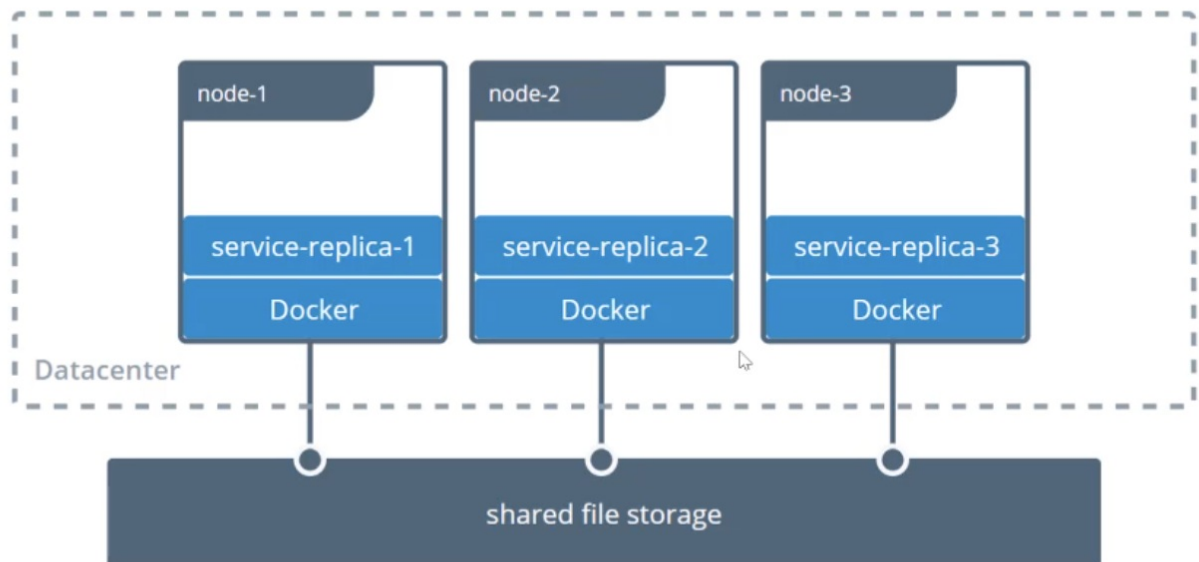 node-1
node-2
node-3
service-replica-1
service-replica-2
service-replica-3
Docker
Docker
Docker
Datacenter
shared file storage